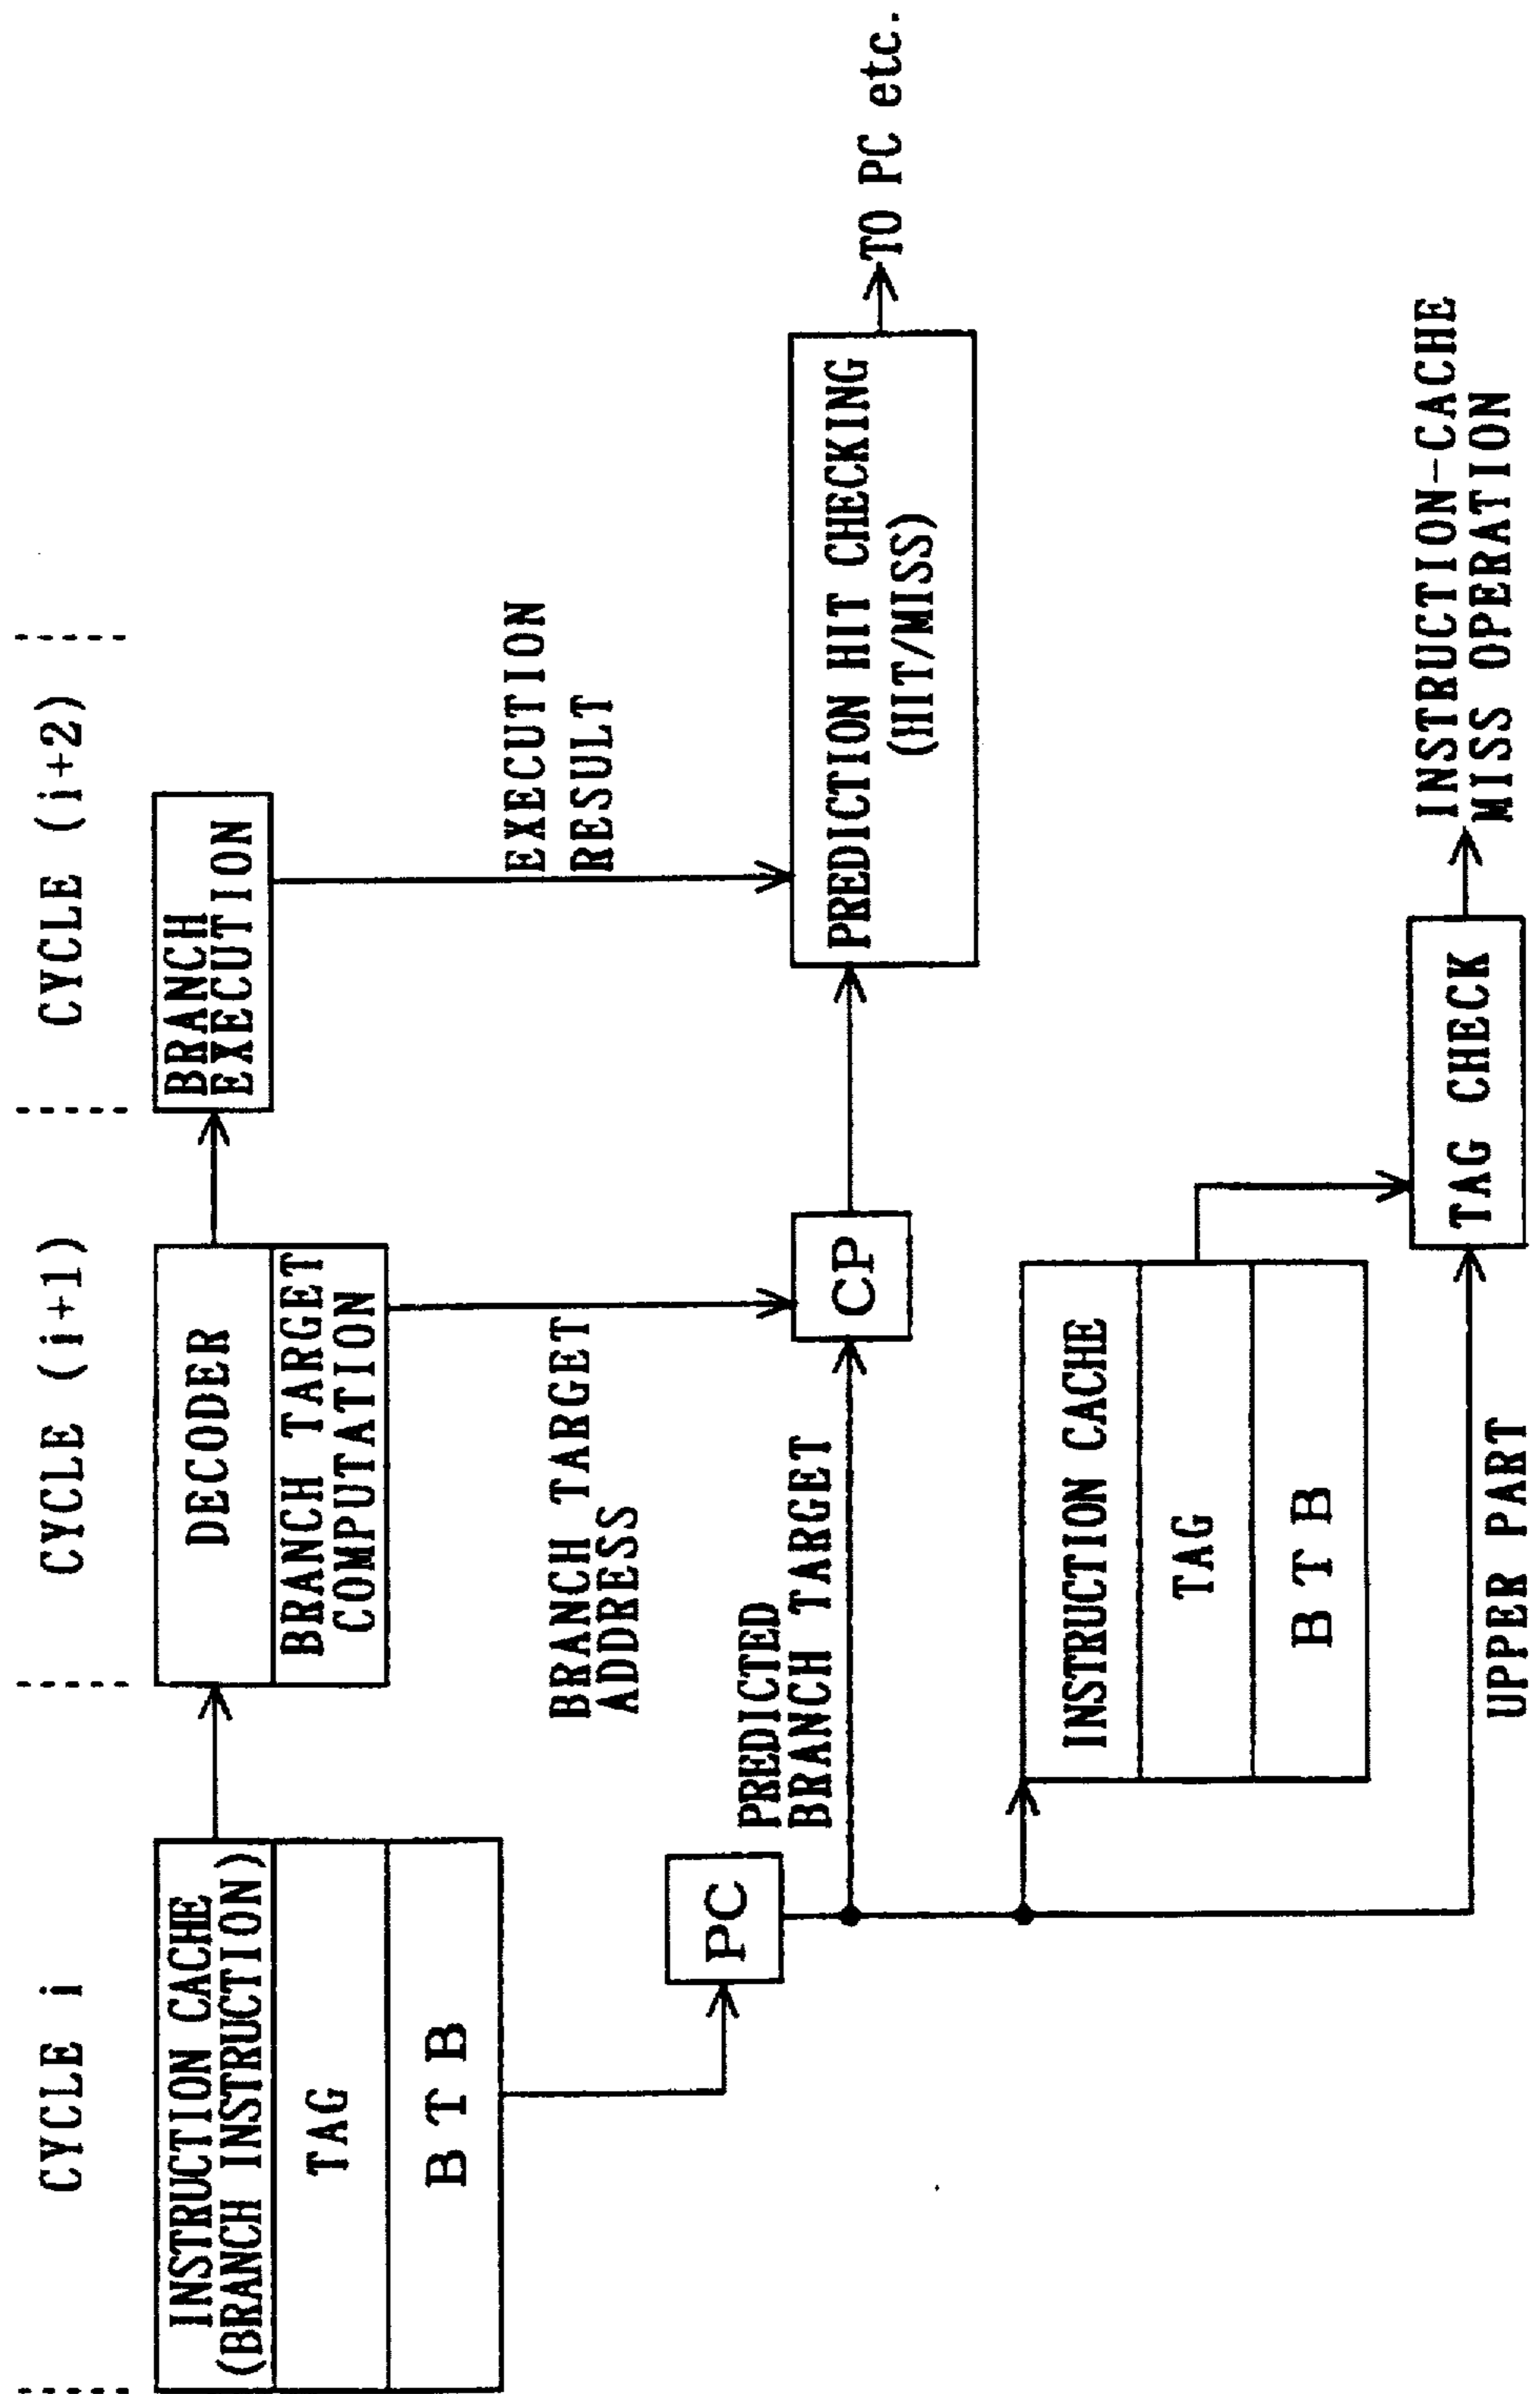 CYCLE i
CYCLE (i+1)
CYCLE (i+2)
INSTRUCTION CACHE
(BRANCH INSTRUCTION)
TAG
B T B
DECODER
BRANCH TARGET
COMPUTATION
BRANCH
EXECUTION
BRANCH TARGET
ADDRESS
EXECUTION
RESULT
PC
PREDICTED
BRANCH TARGET
CP
PREDICTION HIT CHECKING
(HIT/MISS)
TO PC etc.
INSTRUCTION CACHE
TAG
B T B
UPPER PART
TAG CHECK
INSTRUCTION-CACHE
MISS OPERATION